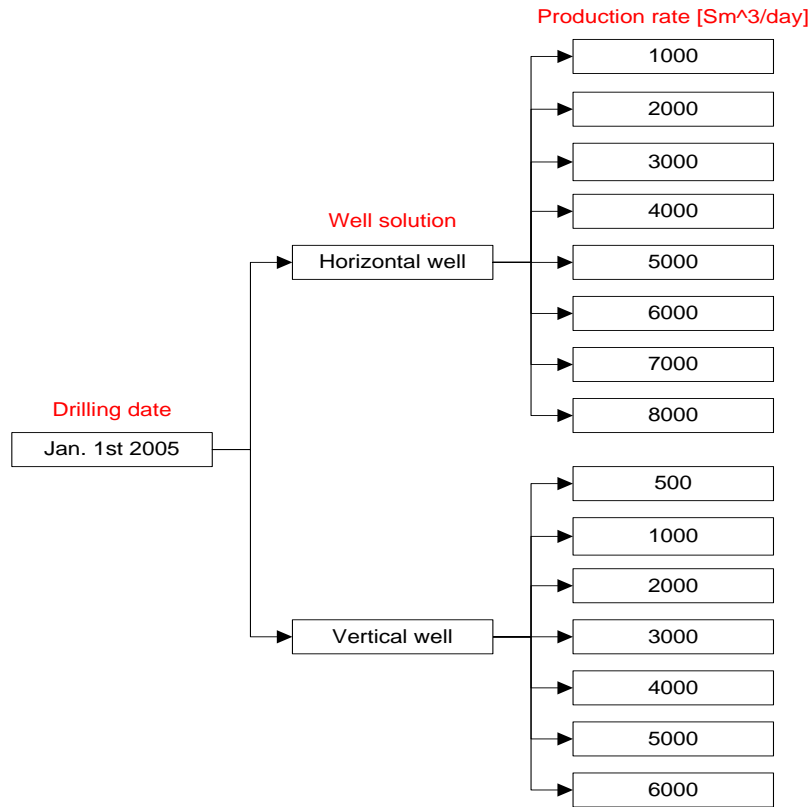 Production rate [Sm^3/day]
1000
2000
3000
4000
Well solution
Horizontal well
5000
6000
7000
8000
Drilling date
Jan. 1st 2005
500
1000
2000
Vertical well
3000
4000
5000
6000